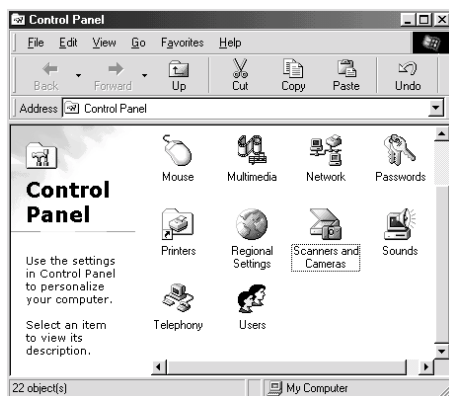 Control Panel
File Edit View Go Favorites Help
Back Forward Up Cut Copy Paste Undo
Address Control Panel
Control
Panel
Use the settings
in Control Panel
to personalize
your computer.
Select an item
to view its
description.
Mouse Multimedia Network Passwords
Printers Regional Settings Scanners and Cameras Sounds
Telephony Users
22 object(s) My Computer